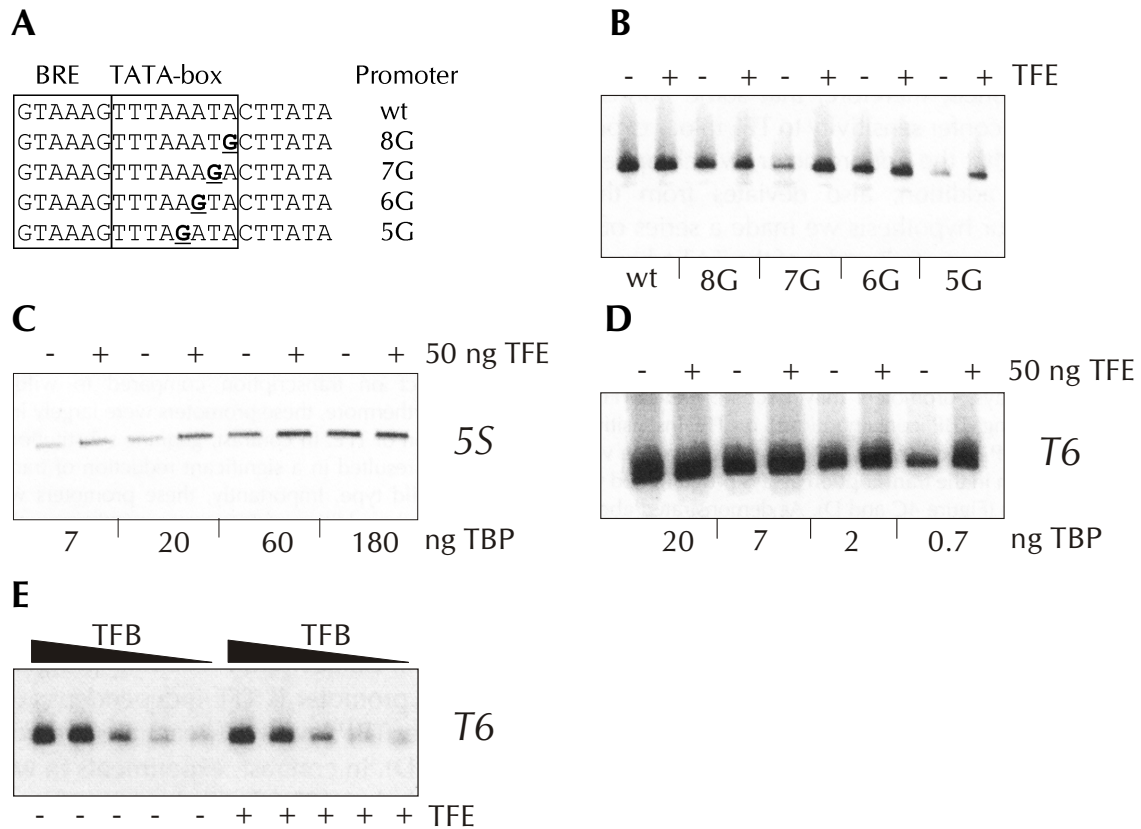 A
BRE TATA-box Promoter
GTAAAGTTTAAATACTTATA wt
GTAAAGTTTAAATGCTTATA 8G
GTAAAGTTTAAAGACTTATA 7G
GTAAAGTTTAAGTACTTATA 6G
GTAAAGTTTAGATACTTATA 5G
B
- + - + - + - + - + TFE
wt 8G 7G 6G 5G
C
- + - + - + - + 50 ng TFE
5S
7 20 60 180 ng TBP
D
- + - + - + - + 50 ng TFE
T6
20 7 2 0.7 ng TBP
E
TFB TFB
T6
- - - - - + + + + + TFE